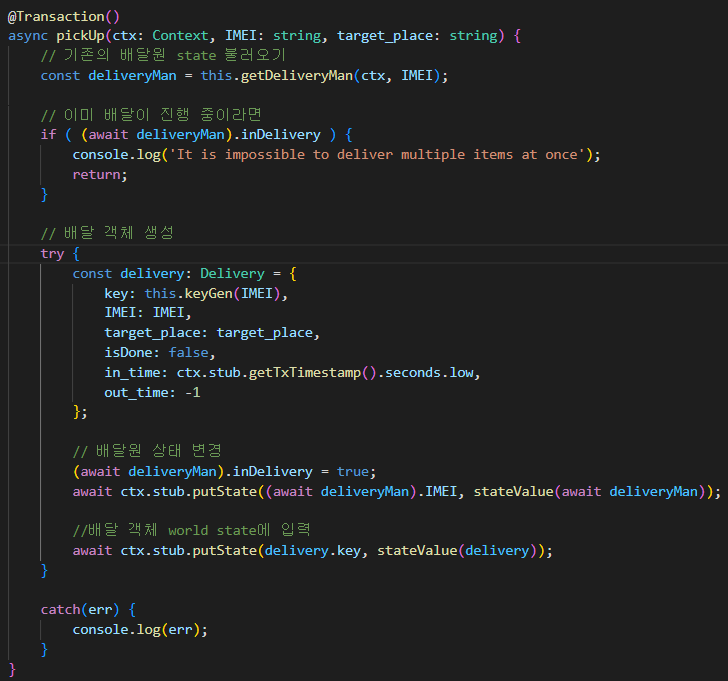 @Transaction()
async pickUp(ctx: Context, IMEI: string, target_place: string) {
// 기존의 배달원 state 불러오기
const deliveryMan = this.getDeliveryMan(ctx, IMEI);
// 이미 배달이 진행 중이라면
if ( (await deliveryMan).inDelivery ) {
console.log('It is impossible to deliver multiple items at once');
return;
}
// 배달 객체 생성
try {
const delivery: Delivery = {
key: this.keyGen(IMEI),
IMEI: IMEI,
target_place: target_place,
isDone: false,
in_time: ctx.stub.getTxTimestamp().seconds.low,
out_time: -1
};
// 배달원 상태 변경
(await deliveryMan).inDelivery = true;
await ctx.stub.putState((await deliveryMan).IMEI, stateValue(await deliveryMan));
//배달 객체 world state에 입력
await ctx.stub.putState(delivery.key, stateValue(delivery));
}
catch(err) {
console.log(err);
}
}